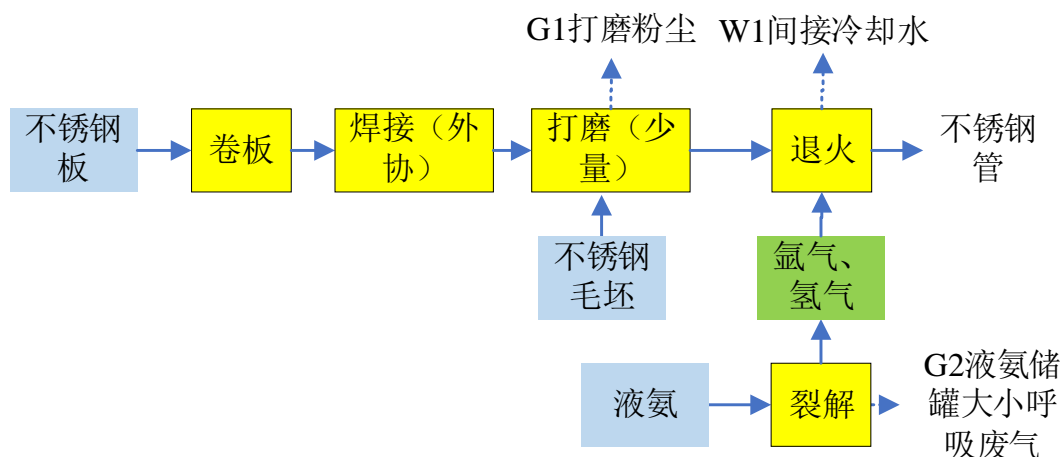 G1打磨粉尘
W1间接冷却水
不锈钢
板
卷板
焊接（外
协）
打磨（少
量）
退火
不锈钢
管
不锈钢
毛坯
氩气、
氢气
液氨
裂解
G2液氨储
罐大小呼
吸废气